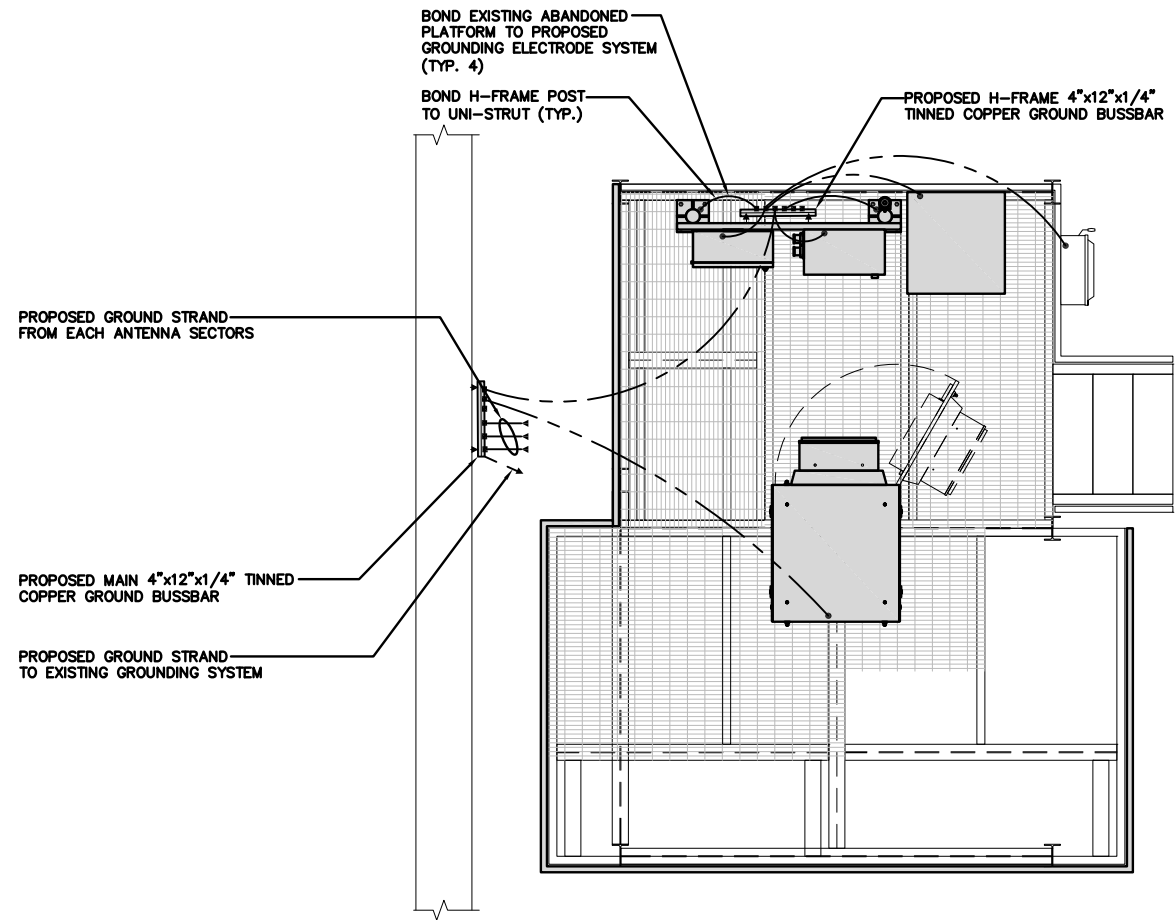 BOND EXISTING ABANDONED
PLATFORM TO PROPOSED
GROUNDING ELECTRODE SYSTEM
(TYP. 4)
BOND H-FRAME POST
TO UNI-STRUT (TYP.)
PROPOSED H-FRAME 4"x12"x1/4"
TINNED COPPER GROUND BUSSBAR
PROPOSED GROUND STRAND
FROM EACH ANTENNA SECTORS
PROPOSED MAIN 4"x12"x1/4" TINNED
COPPER GROUND BUSSBAR
PROPOSED GROUND STRAND
TO EXISTING GROUNDING SYSTEM